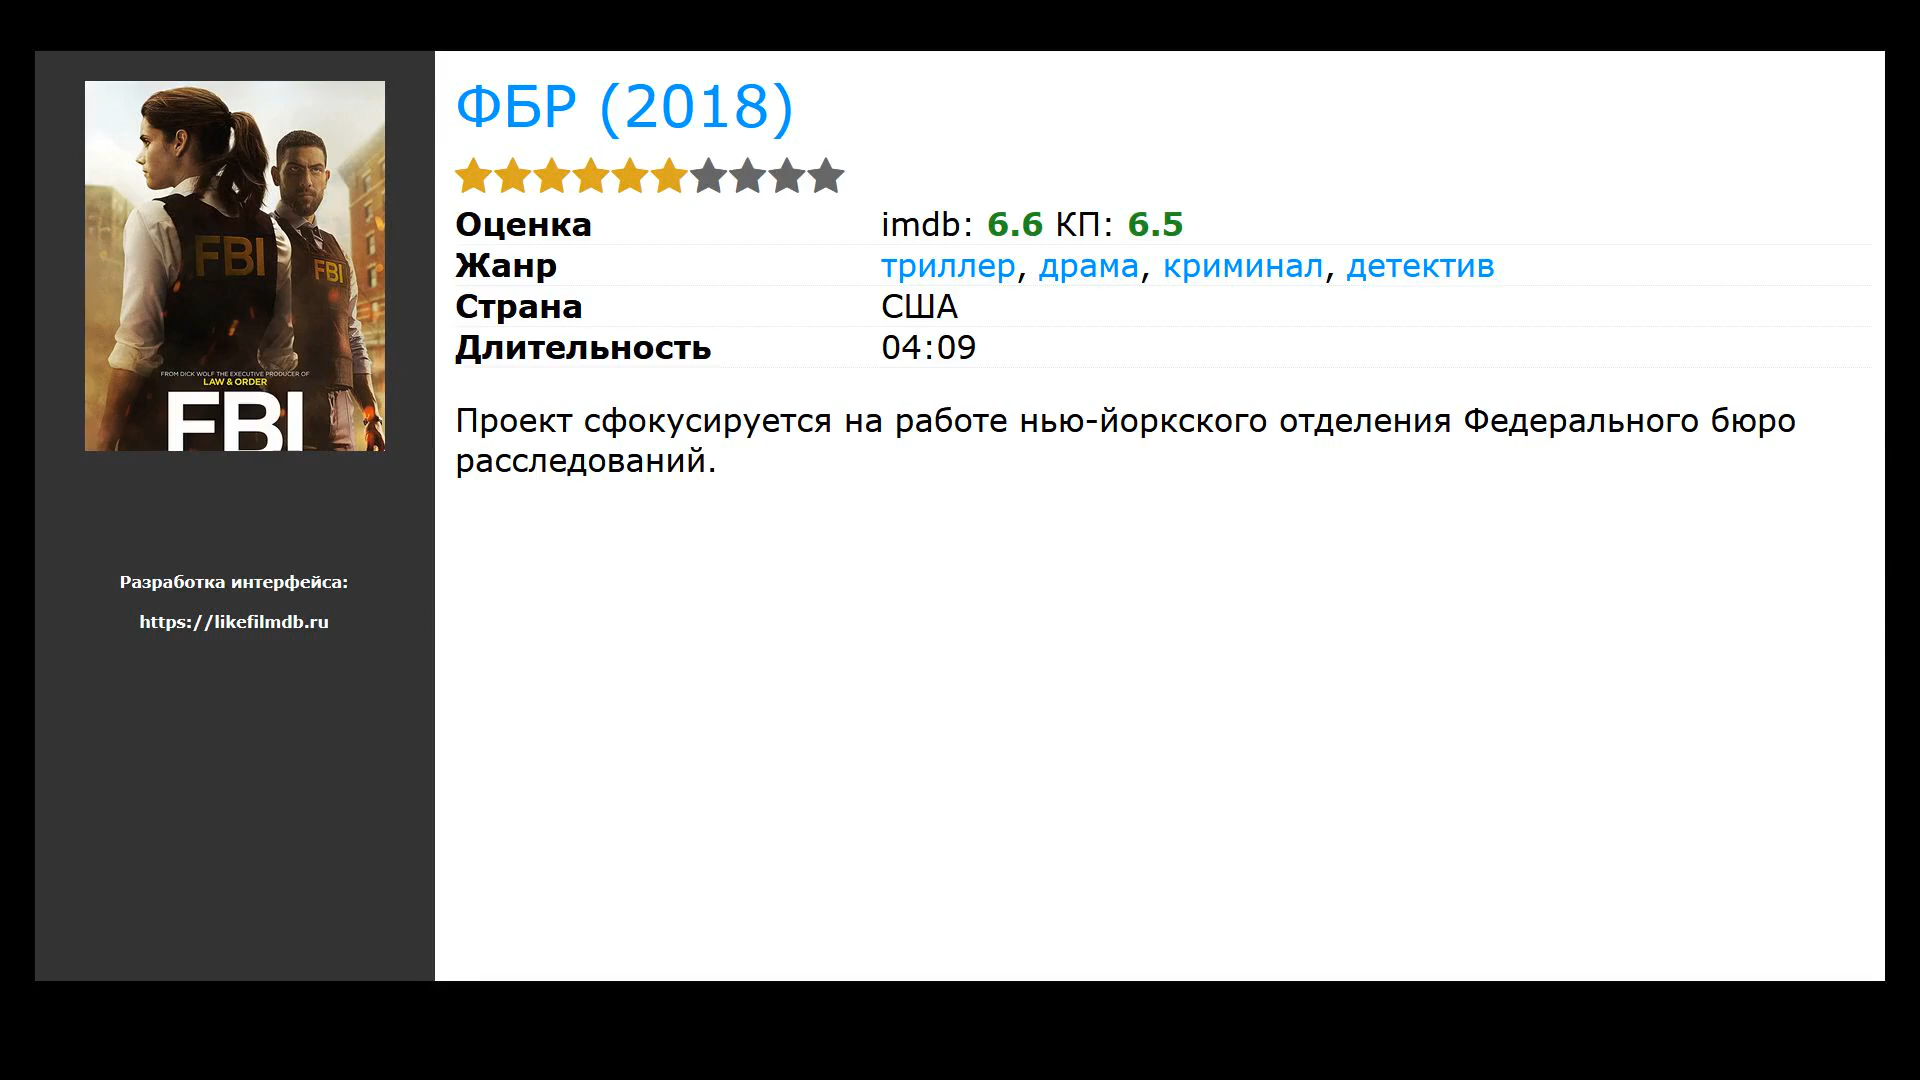 ФБР (2018)
Оценка imdb: 6.6 КП: 6.5
Жанр триллер, драма, криминал, детектив
Страна США
Длительность 04:09
Проект сфокусируется на работе нью-йоркского отделения Федерального бюро
расследований.
FBI
FBI
FROM DICK WOLF THE EXECUTIVE PRODUCER OF
LAW & ORDER
FBI
Разработка интерфейса:
https://likefilmdb.ru